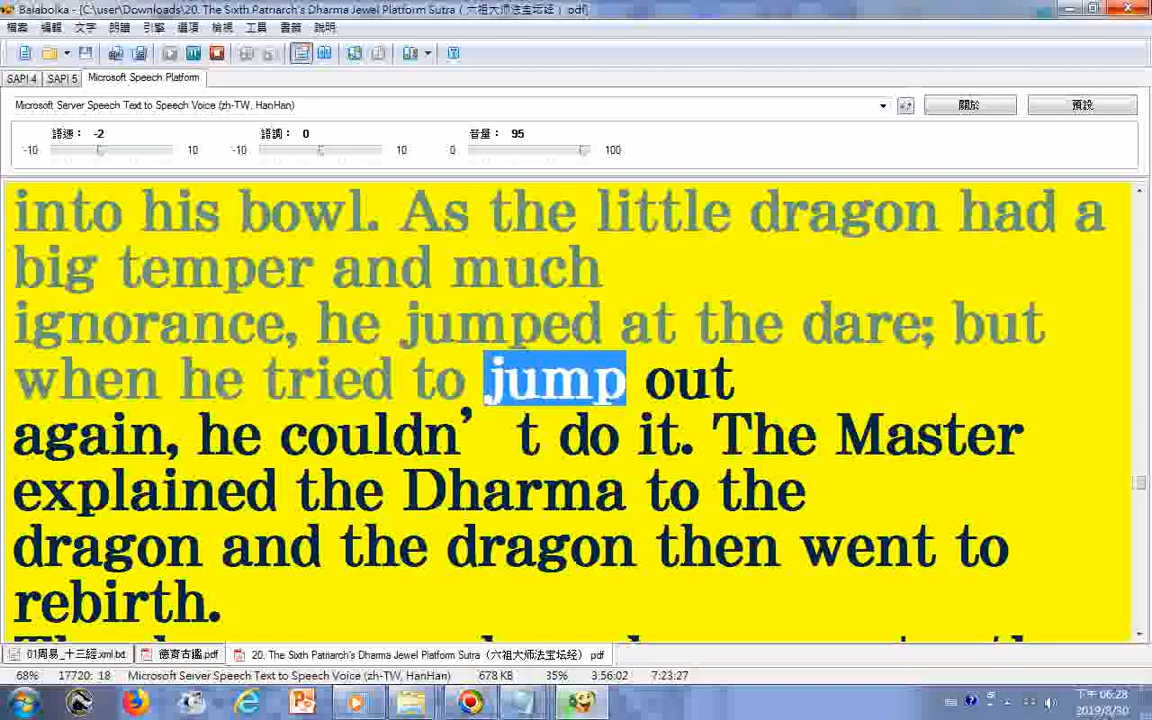 Balabolka - [C:\user\Downloads\20. The Sixth Patriarch's Dharma Jewel Platform Sutra（六祖大师法宝坛经）.pdf]
檔案 編輯 文字 朗讀 引擎 選項 檢視 工具 書籤 說明
SAPI 4 SAPI 5 Microsoft Speech Platform
Microsoft Server Speech Text to Speech Voice (zh-TW, HanHan) 關於 預設
語速： -2 語調： 0 音量： 95
-10 10 -10 10 0 100
into his bowl. As the little dragon had a
big temper and much
ignorance, he jumped at the dare; but
when he tried to jump out
again, he couldn’t do it. The Master
explained the Dharma to the
dragon and the dragon then went to
rebirth.
01周易_十三經.xml.txt 德育古鑑.pdf 20. The Sixth Patriarch's Dharma Jewel Platform Sutra（六祖大师法宝坛经）.pdf
68% 17720: 18 Microsoft Server Speech Text to Speech Voice (zh-TW, HanHan) 678 KB 35% 3:56:02 7:23:27
下午 06:28
2019/8/30